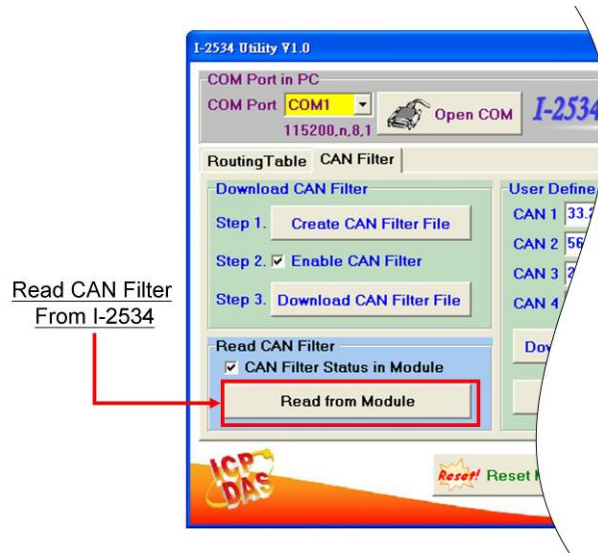 I-2534 Utility V1.0
COM Port in PC
COM Port COM1
115200,n,8,1
Open COM
I-2534
RoutingTable CAN Filter
Download CAN Filter
Step 1. Create CAN Filter File
Step 2. Enable CAN Filter
Step 3. Download CAN Filter File
Read CAN Filter
CAN Filter Status in Module
Read from Module
User Define
CAN 1 33.
CAN 2 56
CAN 3 2
CAN 4
Read CAN Filter
From I-2534
ICP
DAS
Reset! Reset